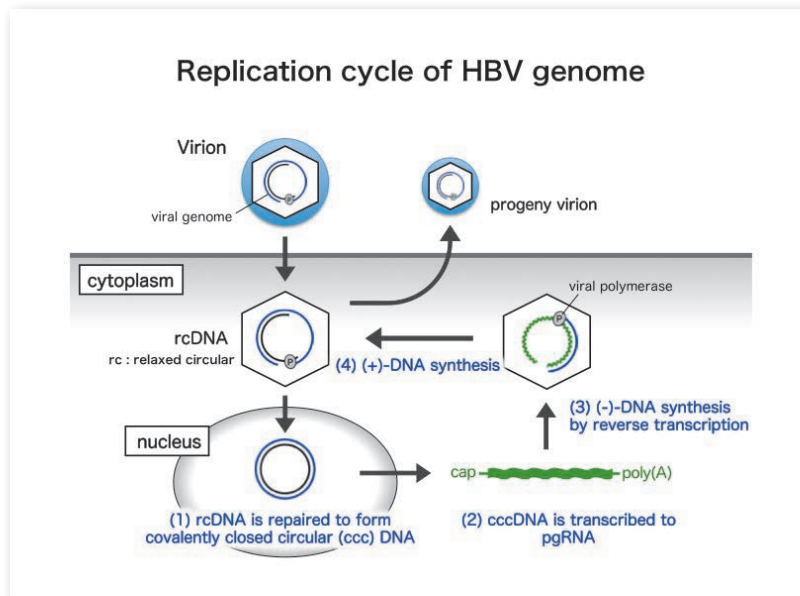 Replication cycle of HBV genome
Virion
viral genome
P
P
progeny virion
cytoplasm
viral polymerase
P
rcDNA
rc : relaxed circular
P
(4) (+)-DNA synthesis
(3) (-)-DNA synthesis
by reverse transcription
nucleus
cap
poly(A)
(1) rcDNA is repaired to form
covalently closed circular (ccc) DNA
(2) cccDNA is transcribed to
pgRNA